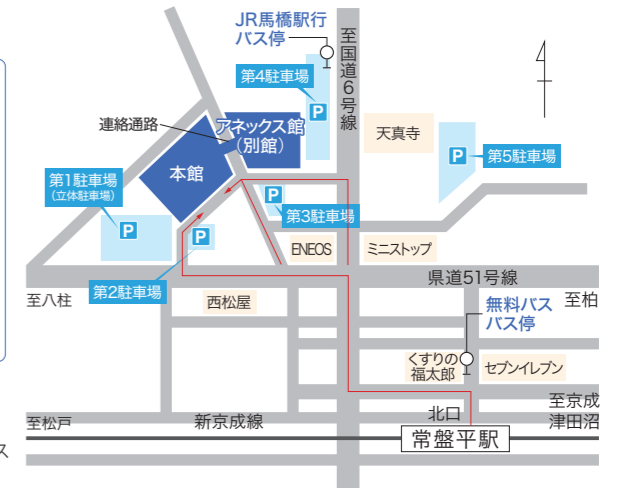 JR馬橋駅行
バス停
至国道6号線
第4駐車場
P
連絡通路
アネックス館
(別館)
天真寺
P
第5駐車場
本館
第1駐車場
(立体駐車場)
P
P
第3駐車場
P
第2駐車場
ENEOS
ミニストップ
県道51号線
至八柱
至柏
西松屋
無料バス
バス停
くすりの
福太郎
セブンイレブン
至京成
津田沼
北口
至松戸
新京成線
常盤平駅
ス